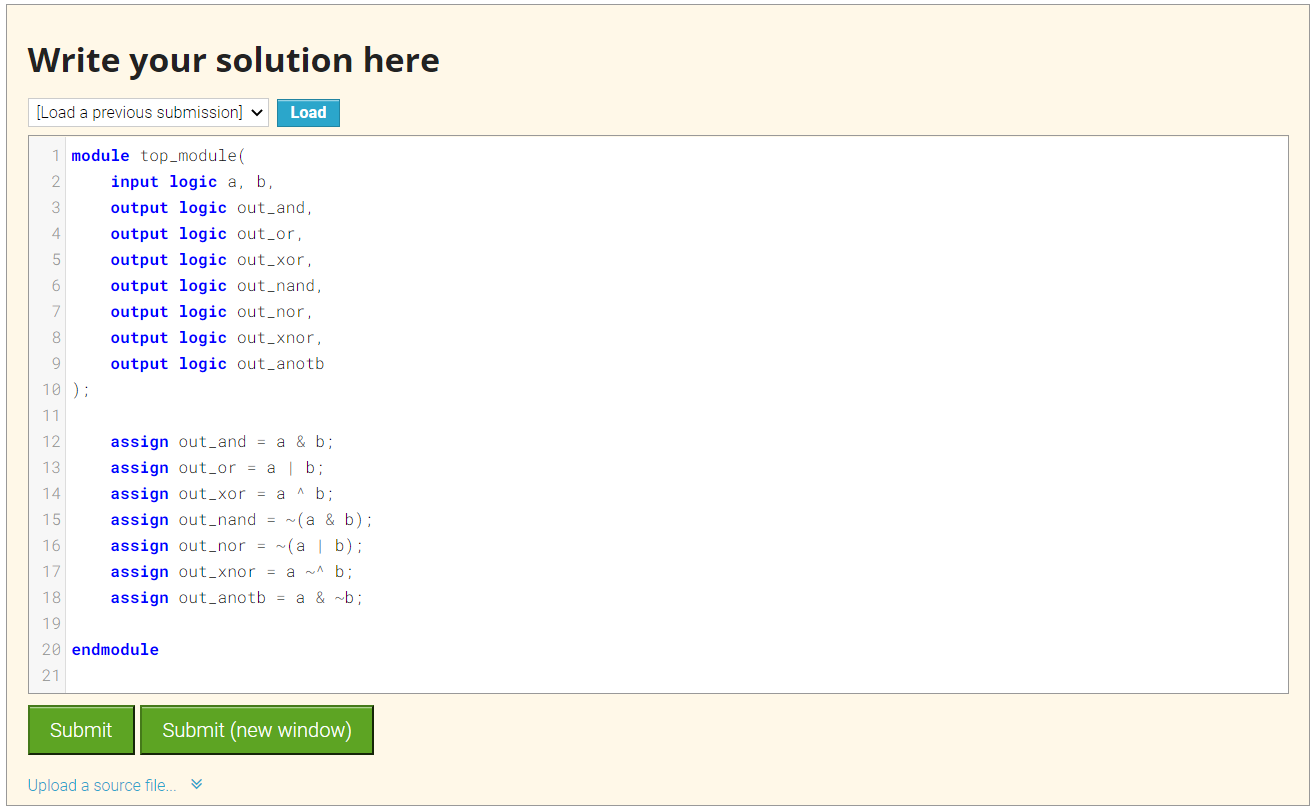 Write your solution here
[Load a previous submission] Load
1 module top_module(
2     input logic a, b,
3     output logic out_and,
4     output logic out_or,
5     output logic out_xor,
6     output logic out_nand,
7     output logic out_nor,
8     output logic out_xnor,
9     output logic out_anotb
10 );
11
12     assign out_and = a & b;
13     assign out_or = a | b;
14     assign out_xor = a ^ b;
15     assign out_nand = ~(a & b);
16     assign out_nor = ~(a | b);
17     assign out_xnor = a ~^ b;
18     assign out_anotb = a & ~b;
19
20 endmodule
21
Submit Submit (new window)
Upload a source file...